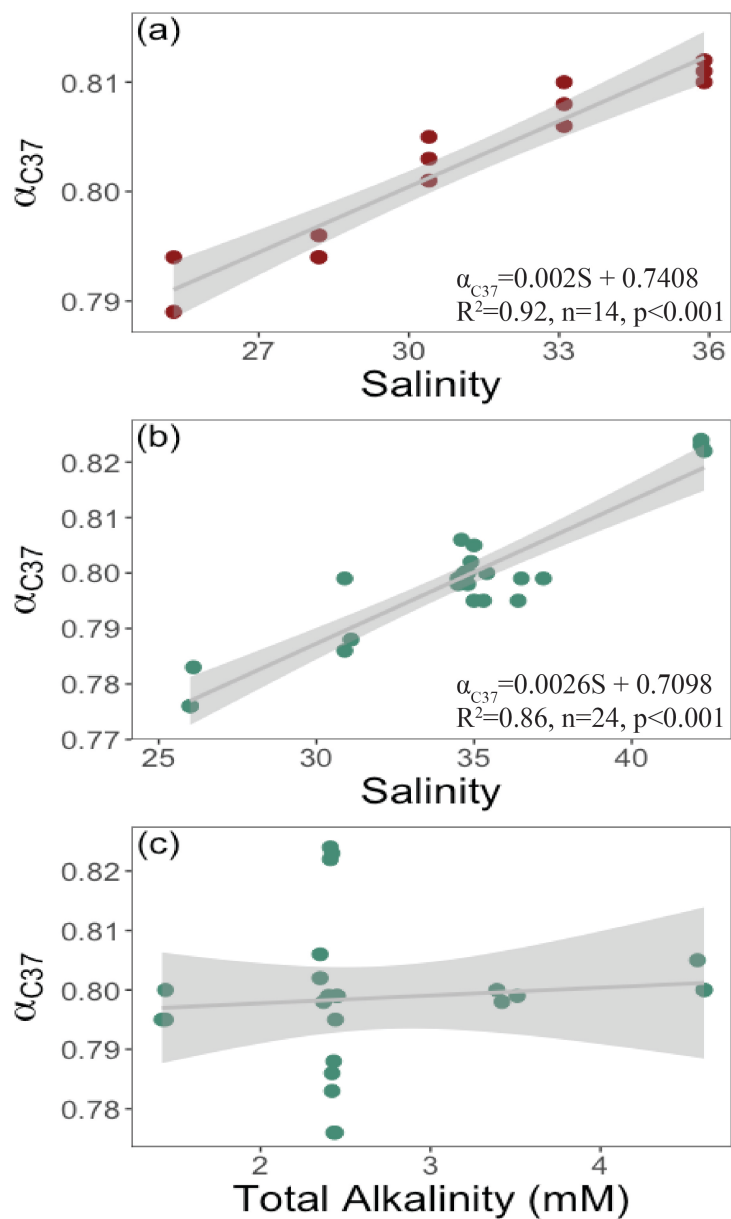 (a)
0.81
0.80
0.79
αC37
αC37=0.002S + 0.7408
R²=0.92, n=14, p<0.001
27 30 33 36
Salinity
(b)
0.82
0.81
0.80
0.79
0.78
0.77
αC37
αC37=0.0026S + 0.7098
R²=0.86, n=24, p<0.001
25 30 35 40
Salinity
(c)
0.82
0.81
0.80
0.79
0.78
αC37
2 3 4
Total Alkalinity (mM)